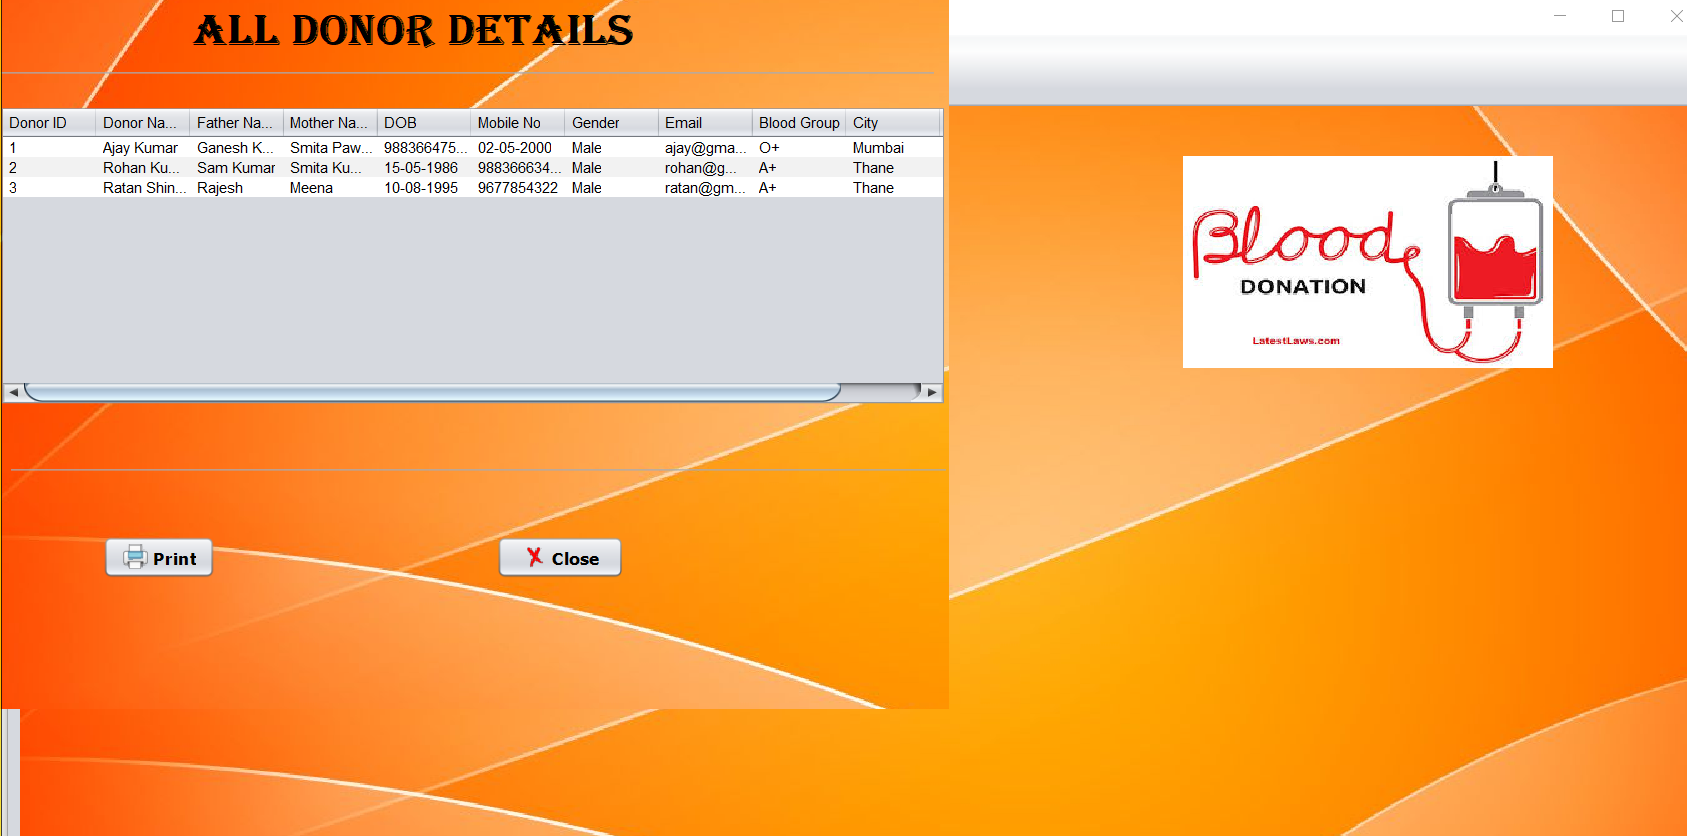 ALL DONOR DETAILS
Donor ID Donor Na... Father Na... Mother Na... DOB Mobile No Gender Email Blood Group City
1 Ajay Kumar Ganesh K... Smita Paw... 988366475... 02-05-2000 Male ajay@gma... O+ Mumbai
2 Rohan Ku... Sam Kumar Smita Ku... 15-05-1986 988366634... Male rohan@g... A+ Thane
3 Ratan Shin... Rajesh Meena 10-08-1995 9677854322 Male ratan@gm... A+ Thane
Print Close
Blood
DONATION
LatestLaws.com